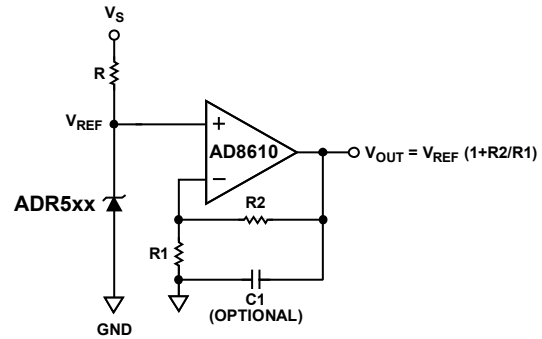 VS
R
VREF
+
AD8610
VOUT = VREF (1+R2/R1)
−
ADR5xx
R2
R1
C1
(OPTIONAL)
GND